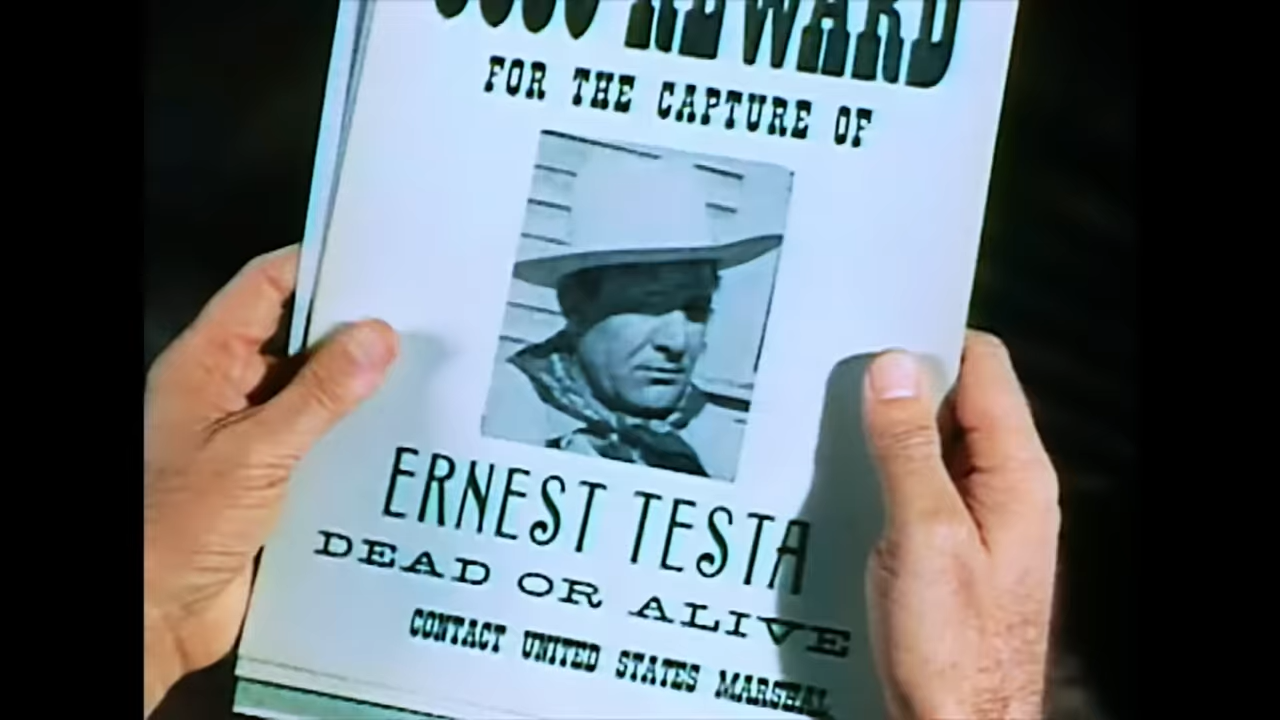 REWARD
FOR THE CAPTURE OF
ERNEST TESTA
DEAD OR ALIVE
CONTACT UNITED STATES MARSHAL